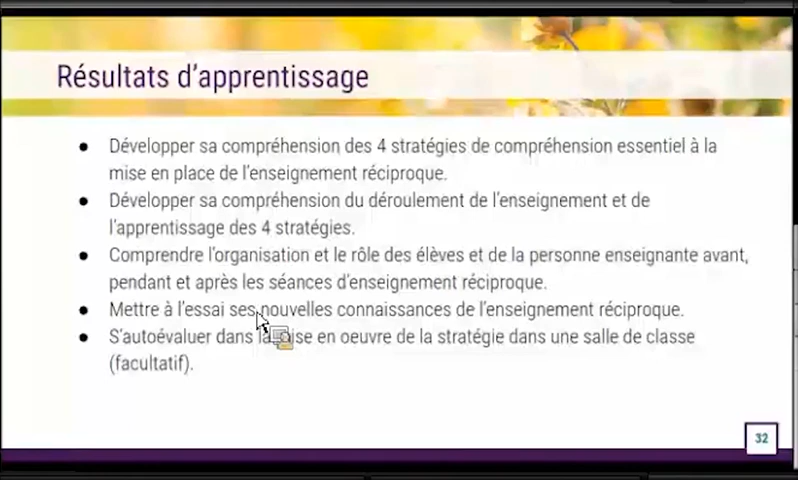 Résultats d'apprentissage
● Développer sa compréhension des 4 stratégies de compréhension essentiel à la
mise en place de l'enseignement réciproque.
● Développer sa compréhension du déroulement de l'enseignement et de
l'apprentissage des 4 stratégies.
● Comprendre l'organisation et le rôle des élèves et de la personne enseignante avant,
pendant et après les séances d'enseignement réciproque.
● Mettre à l'essai ses nouvelles connaissances de l'enseignement réciproque.
● S'autoévaluer dans la mise en oeuvre de la stratégie dans une salle de classe
(facultatif).
32